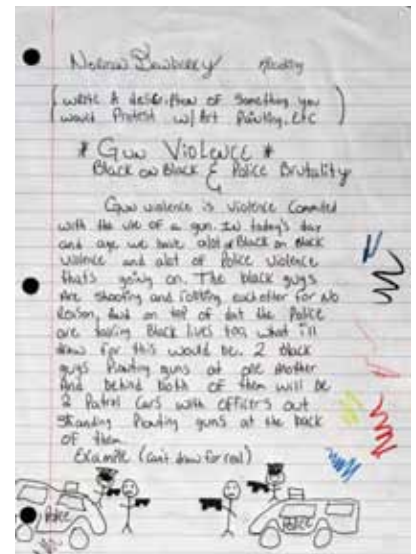 (write A description of something you
would Protest w/ Art Painting, etc)
* Gun Violence *
Black on Black & Police Brutality
Gun violence is violence Commited
with the use of a gun. In today's day
and age we have alot of Black on Black
violence and alot of Police violence
that's going on. The black guys
Are shooting and robbing eachother for No
Reason, And on top of dat the Police
are taking Black lives too, what i'll
draw for this would be. 2 Black
guys Pointing guns at one Another
And behind both of them will be
2 Patrol Cars with officers out
standing Pointing guns at the back
of them
Example (can't draw for real)
Police
Police